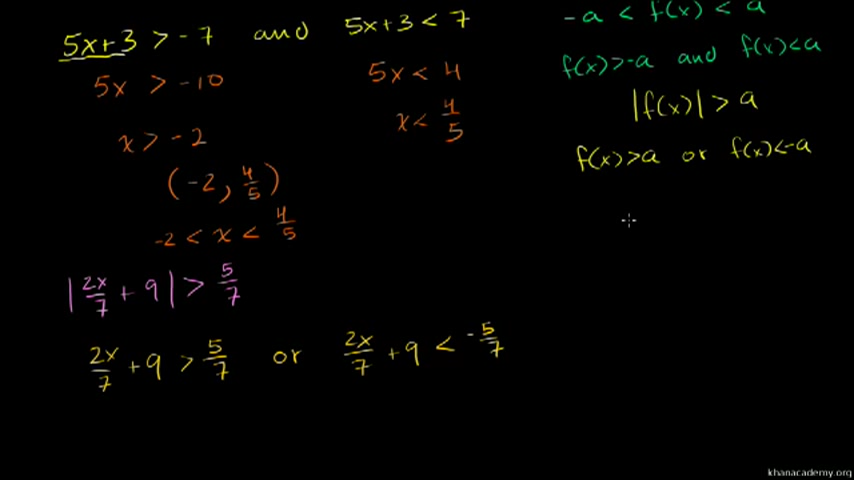 5x+3 > -7 and 5x+3 < 7
5x > -10 5x < 4
x > -2 x < 4/5
(-2, 4/5)
-2 < x < 4/5
|2x/7 + 9| > 5/7
2x/7 + 9 > 5/7 or 2x/7 + 9 < -5/7
-a < f(x) < a
f(x)>-a and f(x)<a
|f(x)| > a
f(x)>a or f(x)<-a
khanacademy.org